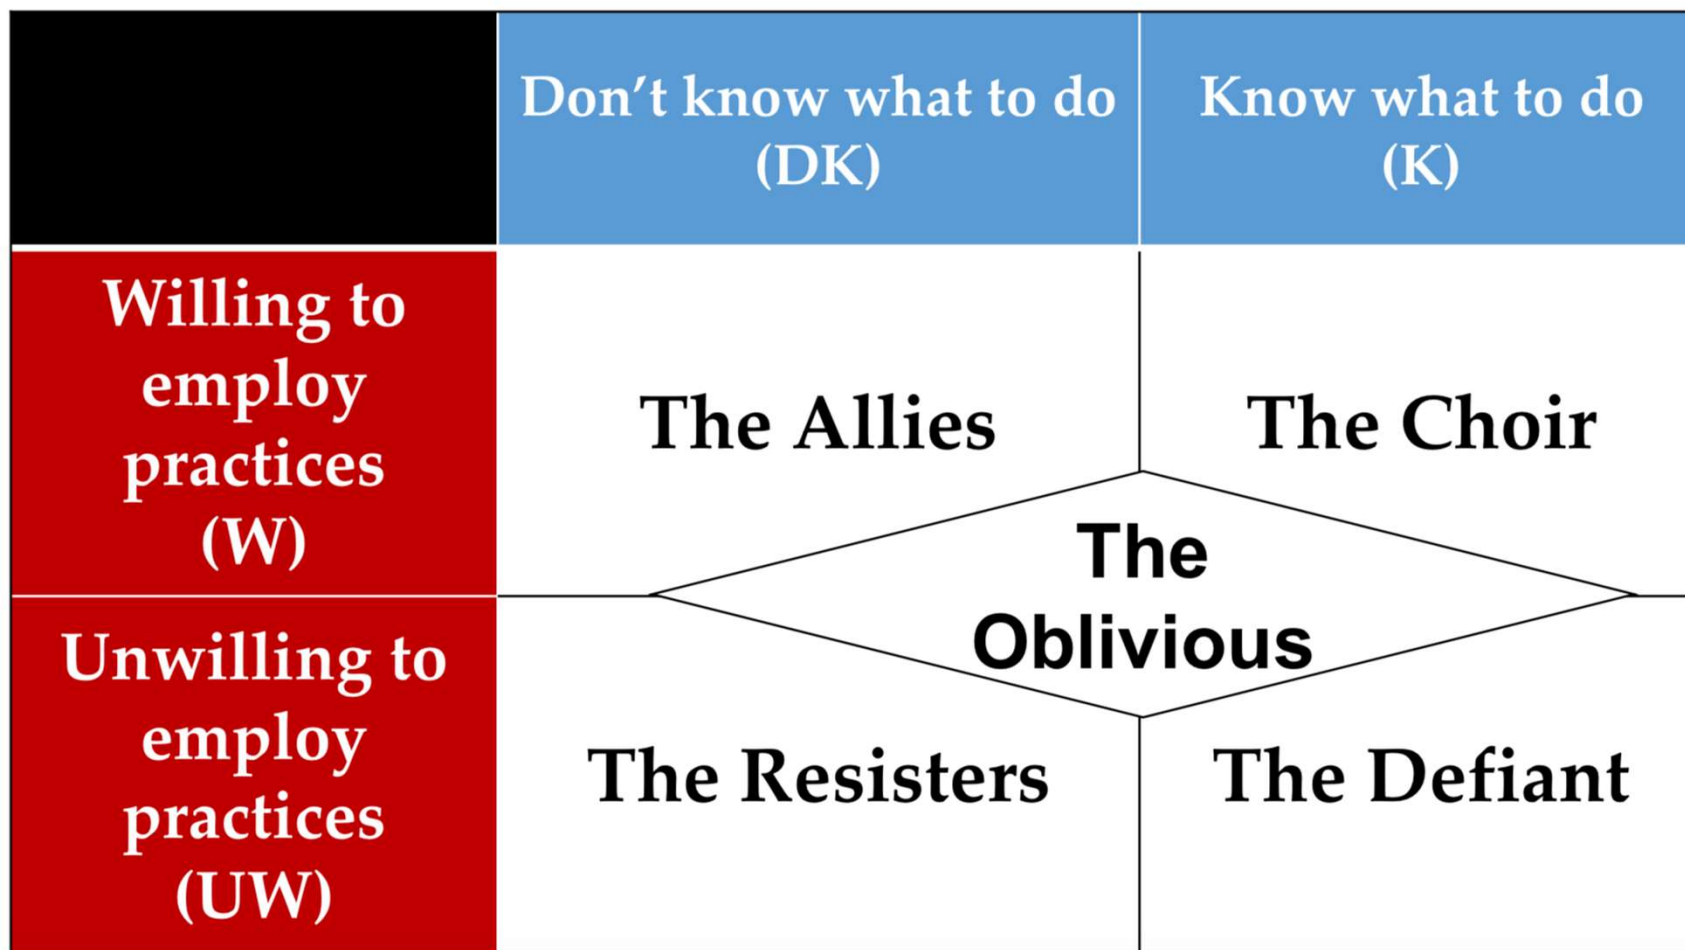 Don't know what to do
(DK)
Know what to do
(K)
Willing to
employ
practices
(W)
The Allies
The Choir
The
Oblivious
Unwilling to
employ
practices
(UW)
The Resisters
The Defiant